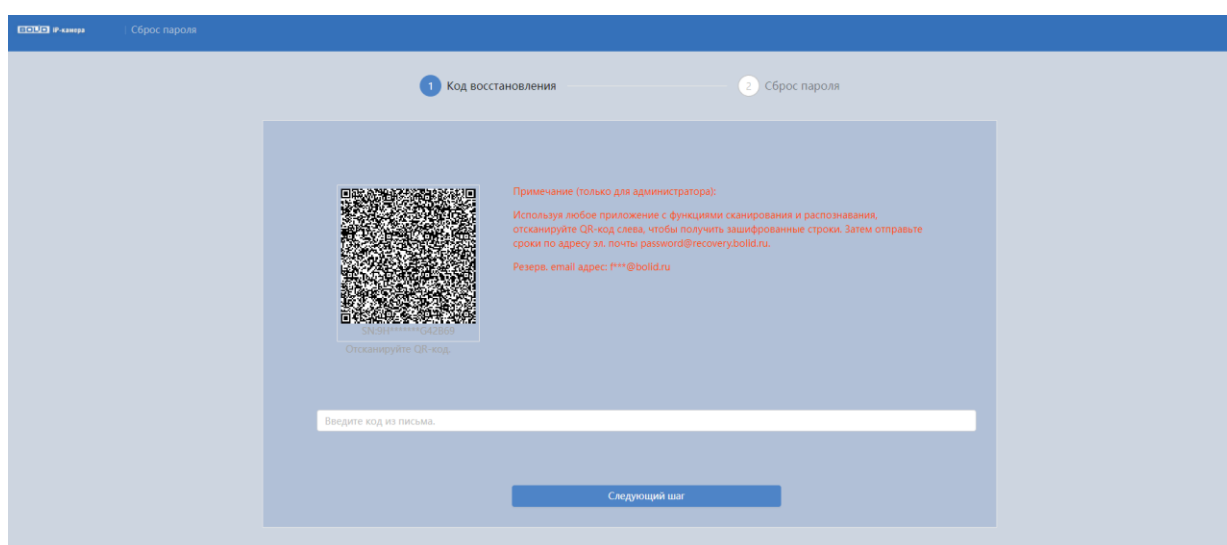 BOLID IP-камера | Сброс пароля
1 Код восстановления 2 Сброс пароля
Примечание (только для администратора):
Используя любое приложение с функциями сканирования и распознавания,
отсканируйте QR-код слева, чтобы получить зашифрованные строки. Затем отправьте
сроки по адресу эл. почты password@recovery.bolid.ru.
Резерв. email адрес: f***@bolid.ru
Отсканируйте QR-код.
Введите код из письма.
Следующий шаг